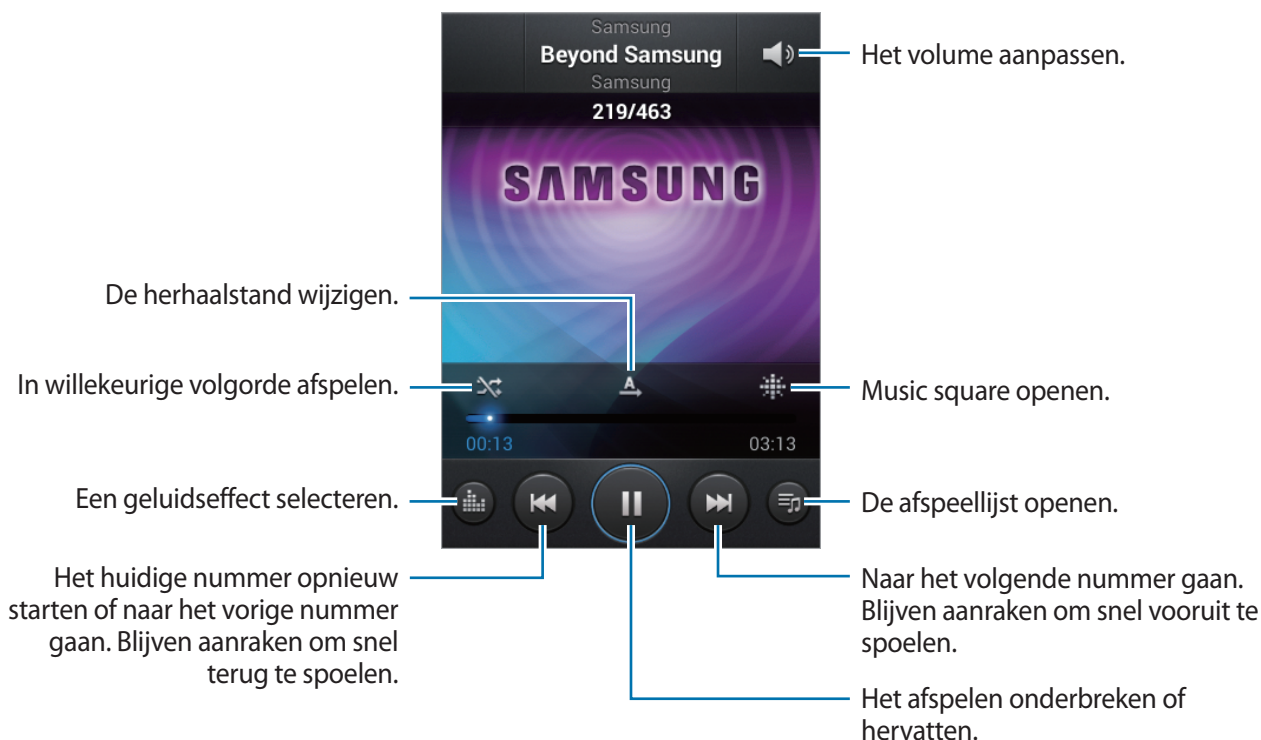 Samsung
Beyond Samsung
Samsung
219/463
SAMSUNG
Het volume aanpassen.
De herhaalstand wijzigen.
In willekeurige volgorde afspelen.
A
Music square openen.
00:13
03:13
Een geluidseffect selecteren.
De afspeellijst openen.
Het huidige nummer opnieuw
starten of naar het vorige nummer
gaan. Blijven aanraken om snel
terug te spoelen.
Naar het volgende nummer gaan.
Blijven aanraken om snel vooruit te
spoelen.
Het afspelen onderbreken of
hervatten.